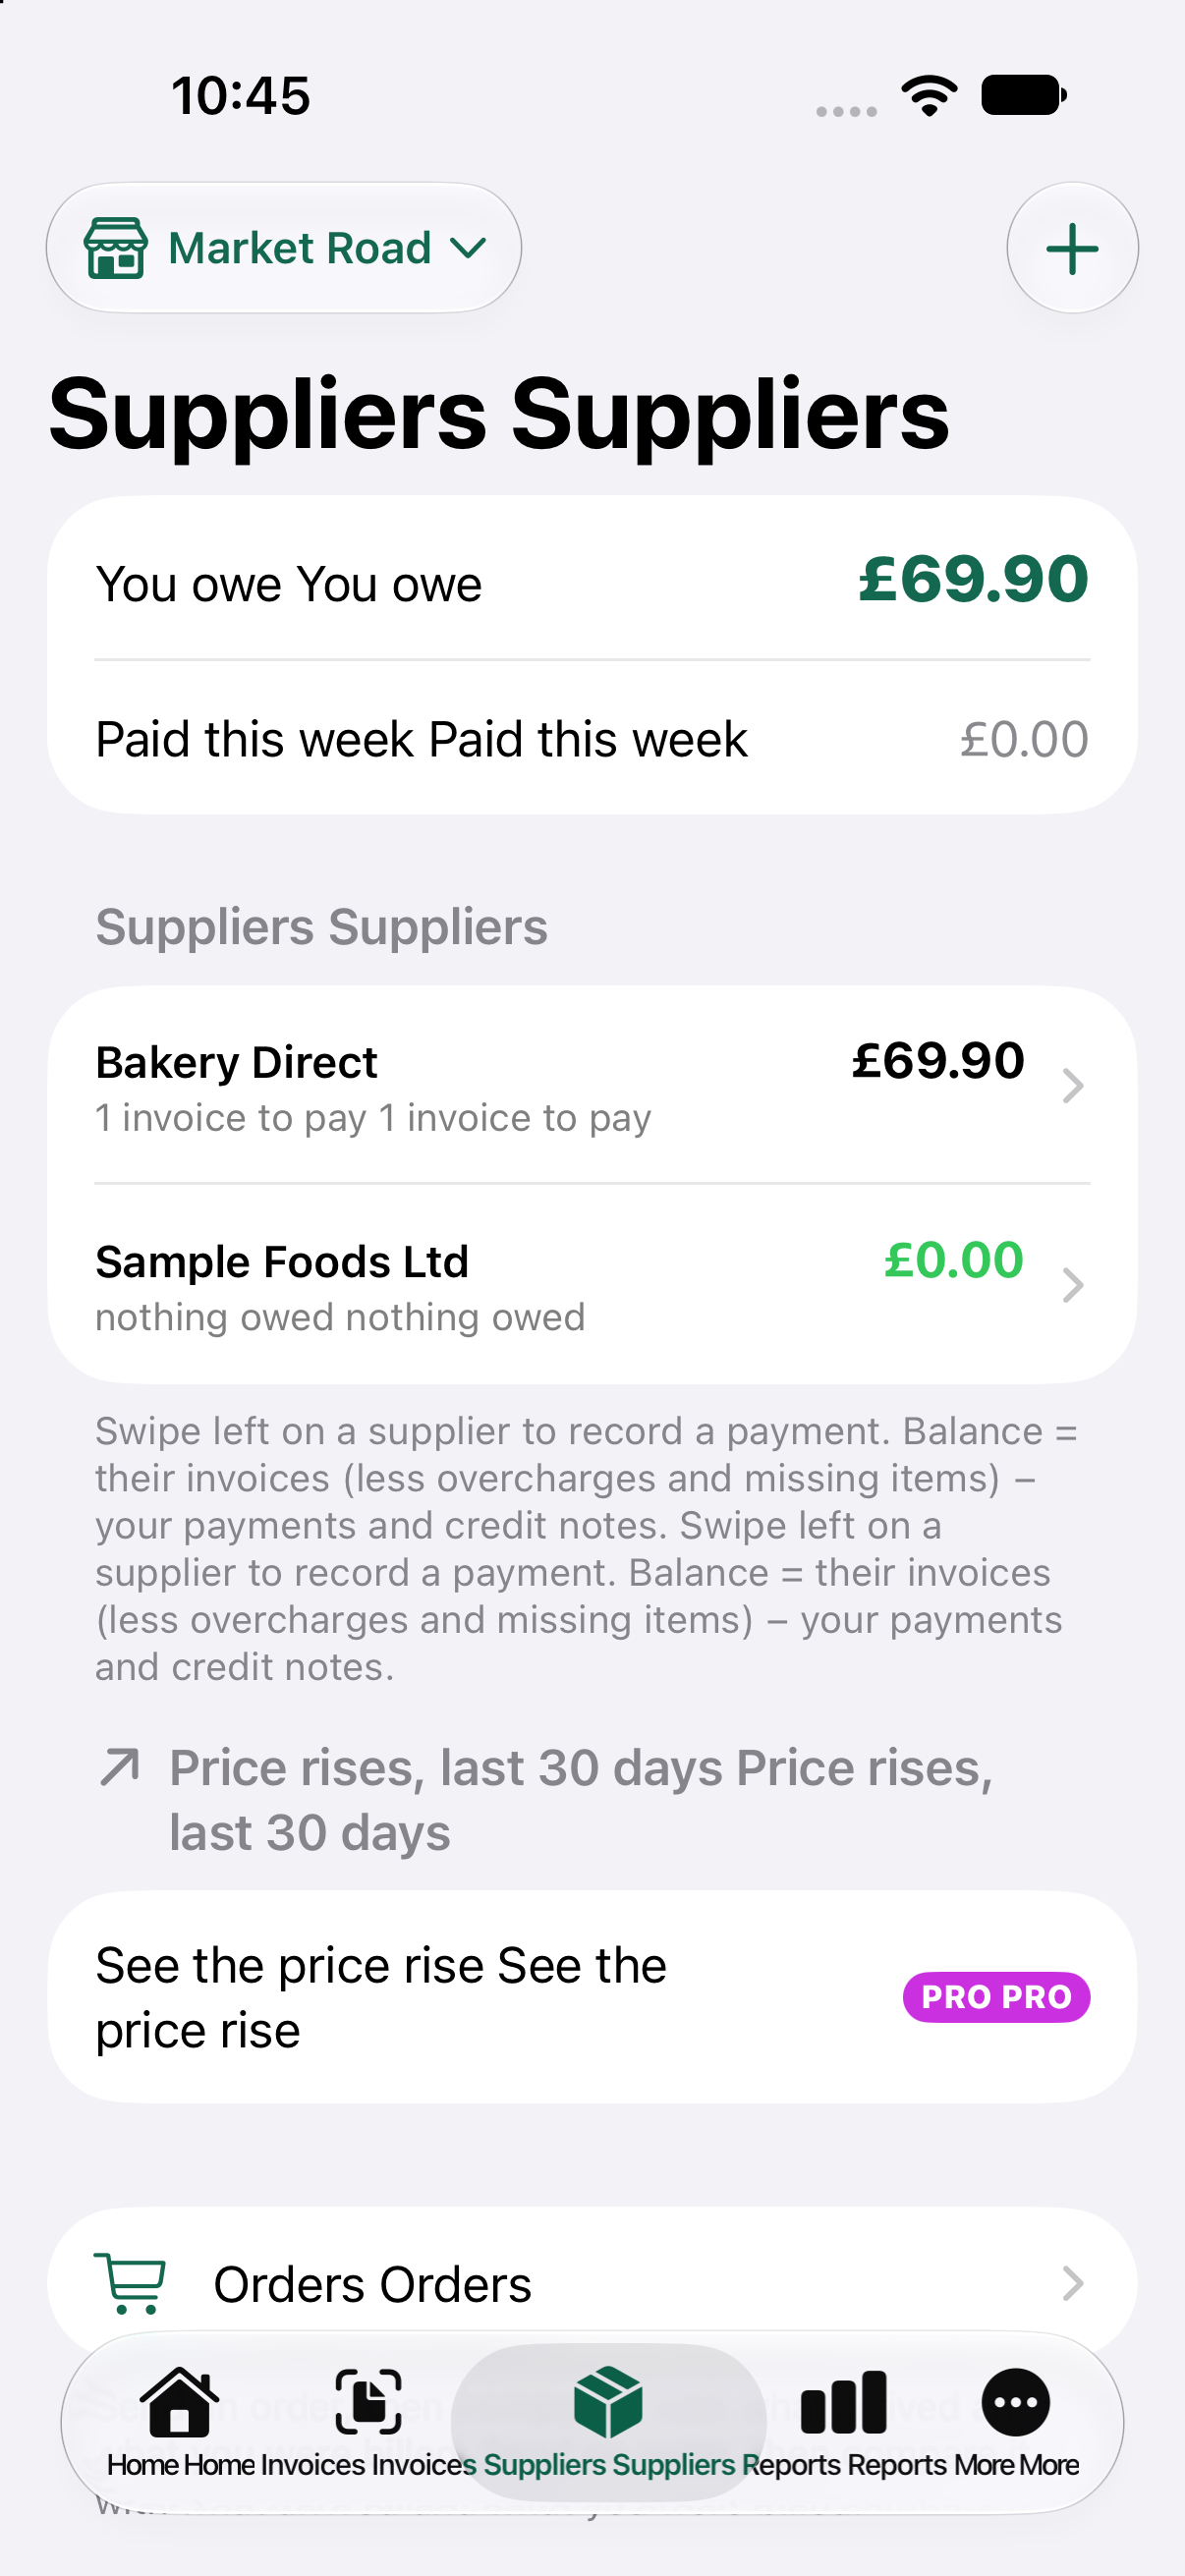 10:45
Market Road
Suppliers Suppliers
You owe You owe £69.90
Paid this week Paid this week £0.00
Suppliers Suppliers
Bakery Direct £69.90
1 invoice to pay 1 invoice to pay
Sample Foods Ltd £0.00
nothing owed nothing owed
Swipe left on a supplier to record a payment. Balance =
their invoices (less overcharges and missing items) –
your payments and credit notes. Swipe left on a
supplier to record a payment. Balance = their invoices
(less overcharges and missing items) – your payments
and credit notes.
Price rises, last 30 days Price rises,
last 30 days
See the price rise See the
price rise
PRO PRO
Orders Orders
Home Home Invoices Invoices Suppliers Suppliers Reports Reports More More